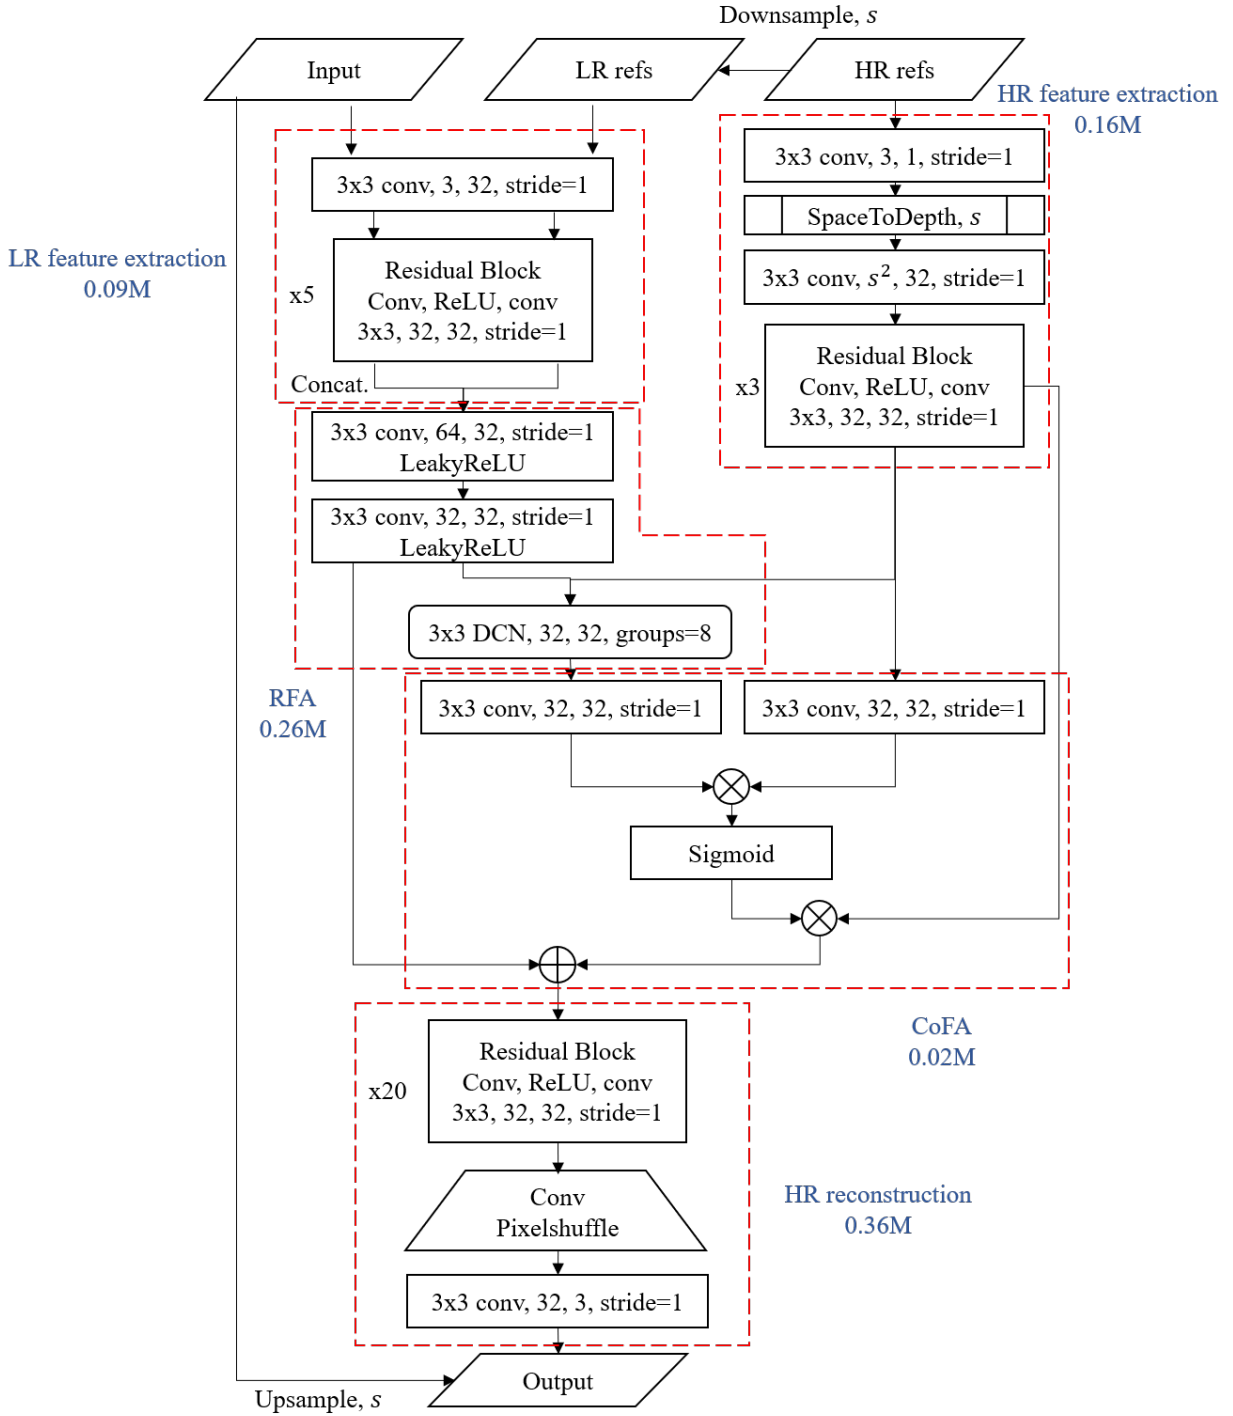 Downsample, s
Input
LR refs
HR refs
HR feature extraction
0.16M
3x3 conv, 3, 32, stride=1
3x3 conv, 3, 1, stride=1
SpaceToDepth, s
LR feature extraction
0.09M
x5
Residual Block
Conv, ReLU, conv
3x3, 32, 32, stride=1
3x3 conv, s², 32, stride=1
x3
Residual Block
Conv, ReLU, conv
3x3, 32, 32, stride=1
Concat.
3x3 conv, 64, 32, stride=1
LeakyReLU
3x3 conv, 32, 32, stride=1
LeakyReLU
3x3 DCN, 32, 32, groups=8
RFA
0.26M
3x3 conv, 32, 32, stride=1
3x3 conv, 32, 32, stride=1
Sigmoid
CoFA
0.02M
x20
Residual Block
Conv, ReLU, conv
3x3, 32, 32, stride=1
Conv
Pixelshuffle
HR reconstruction
0.36M
3x3 conv, 32, 3, stride=1
Output
Upsample, s